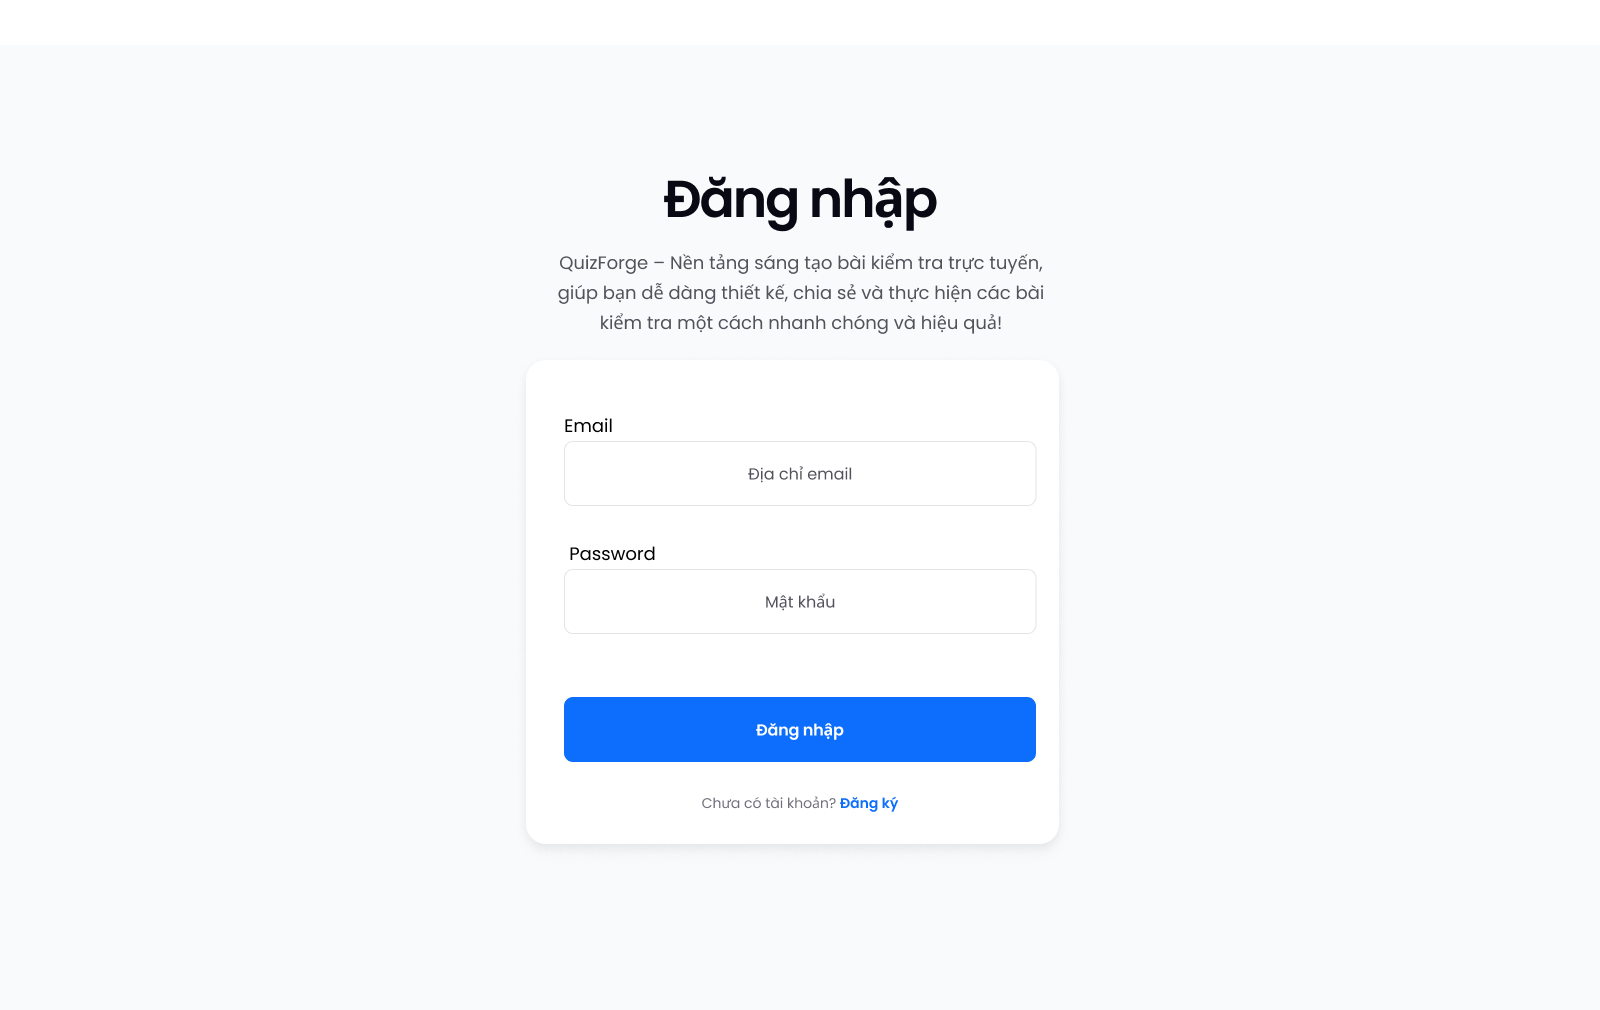 Đăng nhập
QuizForge – Nền tảng sáng tạo bài kiểm tra trực tuyến,
giúp bạn dễ dàng thiết kế, chia sẻ và thực hiện các bài
kiểm tra một cách nhanh chóng và hiệu quả!
Email
Địa chỉ email
Password
Mật khẩu
Đăng nhập
Chưa có tài khoản? Đăng ký